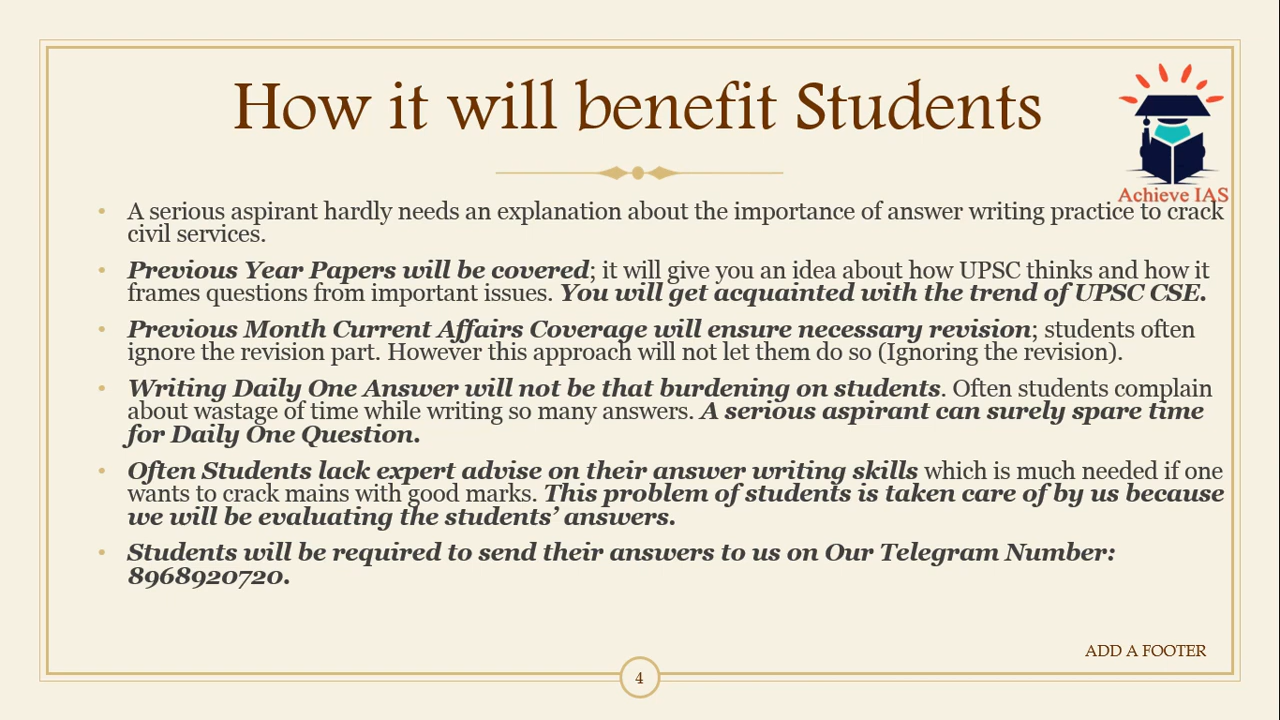 How it will benefit Students
Achieve IAS
• A serious aspirant hardly needs an explanation about the importance of answer writing practice to crack
civil services.
• Previous Year Papers will be covered; it will give you an idea about how UPSC thinks and how it
frames questions from important issues. You will get acquainted with the trend of UPSC CSE.
• Previous Month Current Affairs Coverage will ensure necessary revision; students often
ignore the revision part. However this approach will not let them do so (Ignoring the revision).
• Writing Daily One Answer will not be that burdening on students. Often students complain
about wastage of time while writing so many answers. A serious aspirant can surely spare time
for Daily One Question.
• Often Students lack expert advise on their answer writing skills which is much needed if one
wants to crack mains with good marks. This problem of students is taken care of by us because
we will be evaluating the students’ answers.
• Students will be required to send their answers to us on Our Telegram Number:
8968920720.
ADD A FOOTER
4